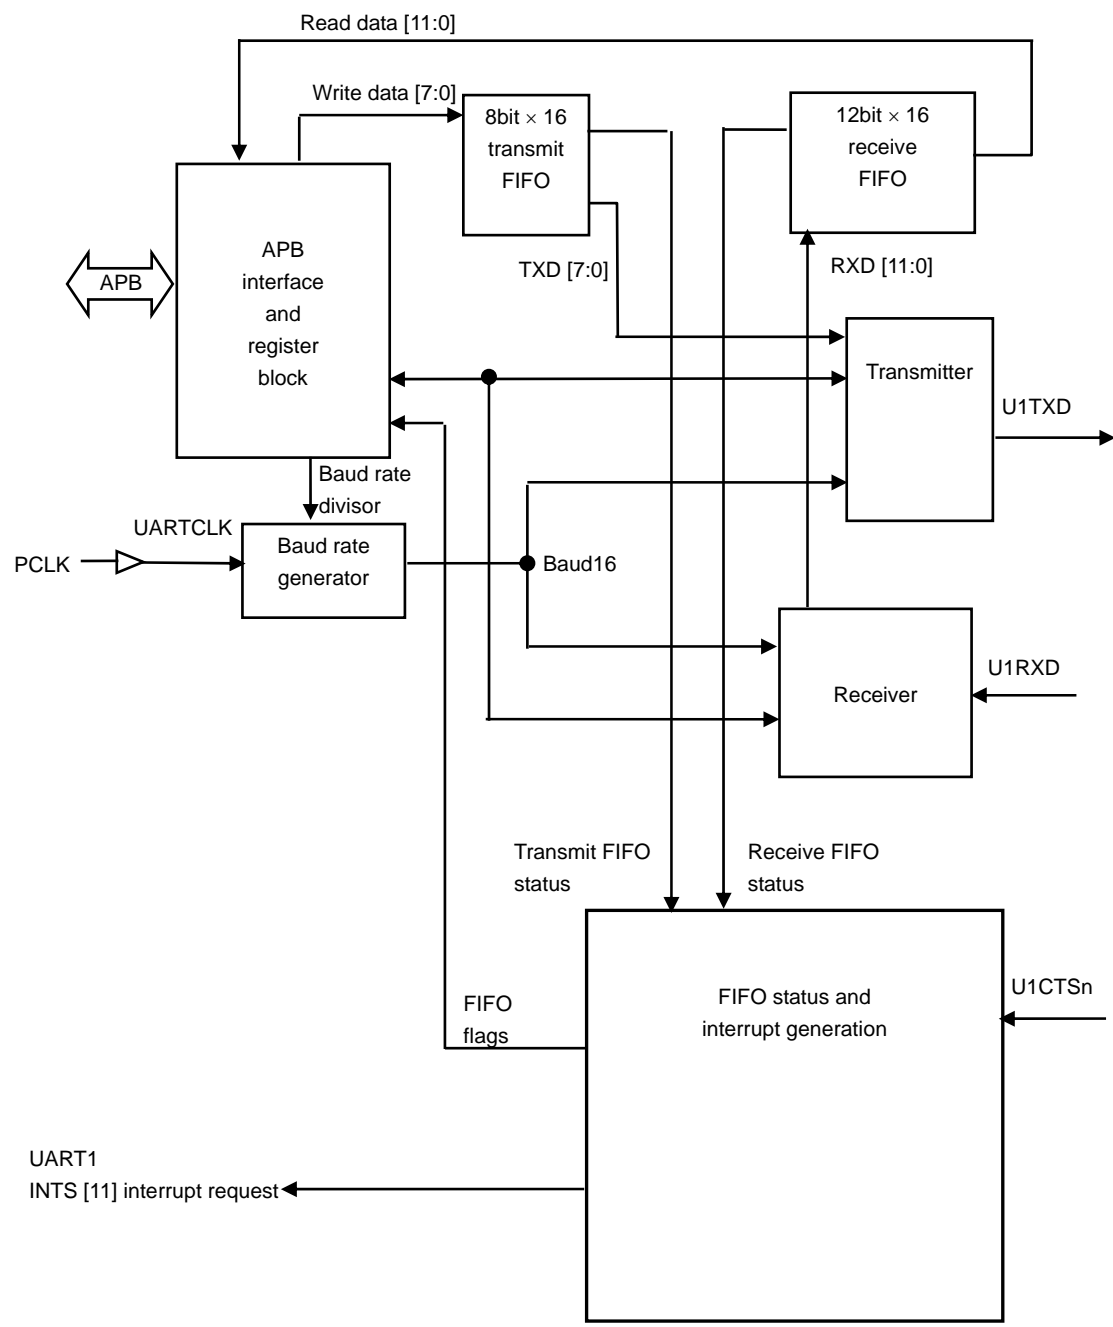 Read data [11:0]
Write data [7:0]
8bit × 16
transmit
FIFO
12bit × 16
receive
FIFO
APB
interface
and
register
block
APB
TXD [7:0]
RXD [11:0]
Transmitter
U1TXD
Baud rate
divisor
UARTCLK
PCLK
Baud rate
generator
Baud16
U1RXD
Receiver
Transmit FIFO
status
Receive FIFO
status
FIFO status and
interrupt generation
U1CTSn
FIFO
flags
UART1
INTS [11] interrupt request